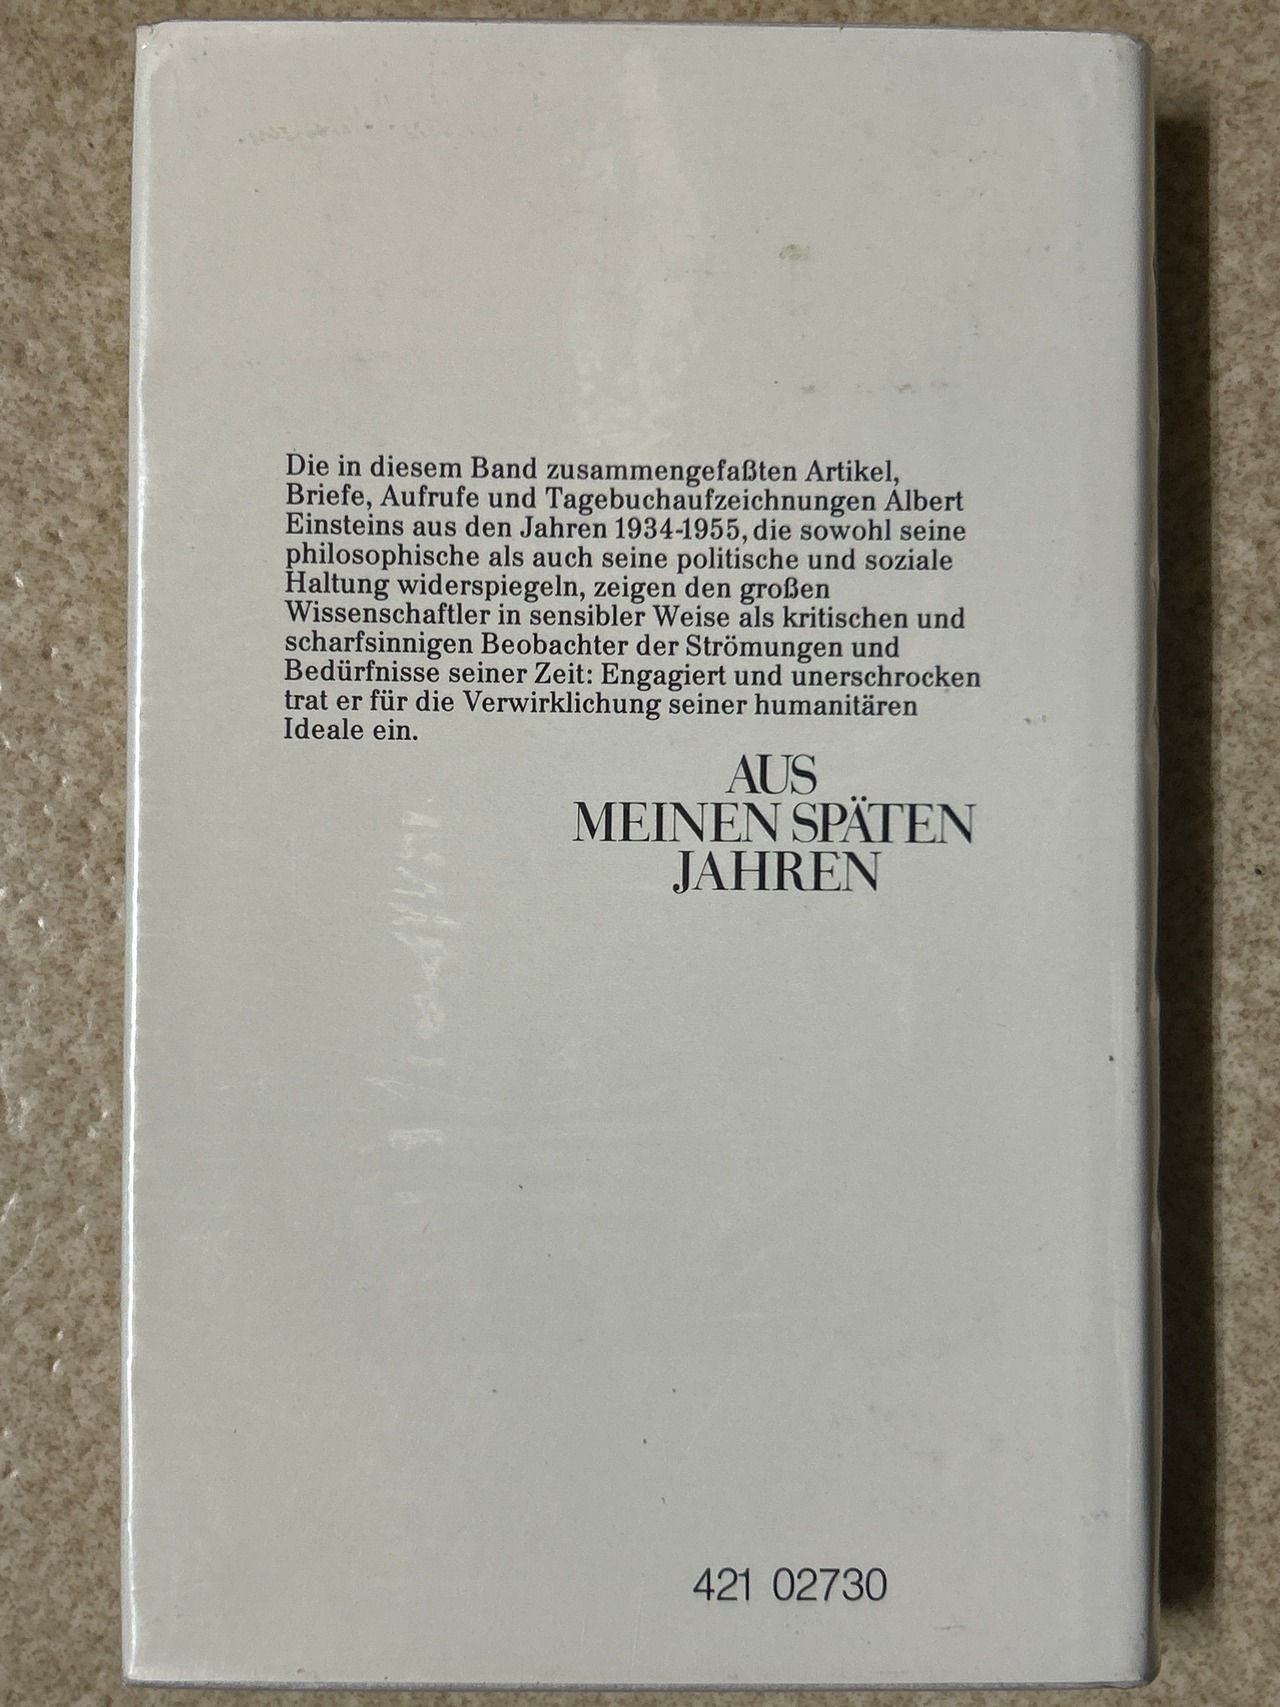 Die in diesem Band zusammengefaßten Artikel,
Briefe, Aufrufe und Tagebuchaufzeichnungen Albert
Einsteins aus den Jahren 1934-1955, die sowohl seine
philosophische als auch seine politische und soziale
Haltung widerspiegeln, zeigen den großen
Wissenschaftler in sensibler Weise als kritischen und
scharfsinnigen Beobachter der Strömungen und
Bedürfnisse seiner Zeit: Engagiert und unerschrocken
trat er für die Verwirklichung seiner humanitären
Ideale ein.
AUS
MEINEN SPÄTEN
JAHREN
421 02730